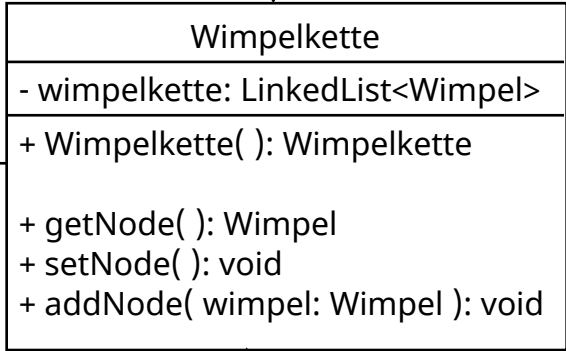 Wimpelkette
- wimpelkette: LinkedList<Wimpel>
+ Wimpelkette( ): Wimpelkette
+ getNode( ): Wimpel
+ setNode( ): void
+ addNode( wimpel: Wimpel ): void